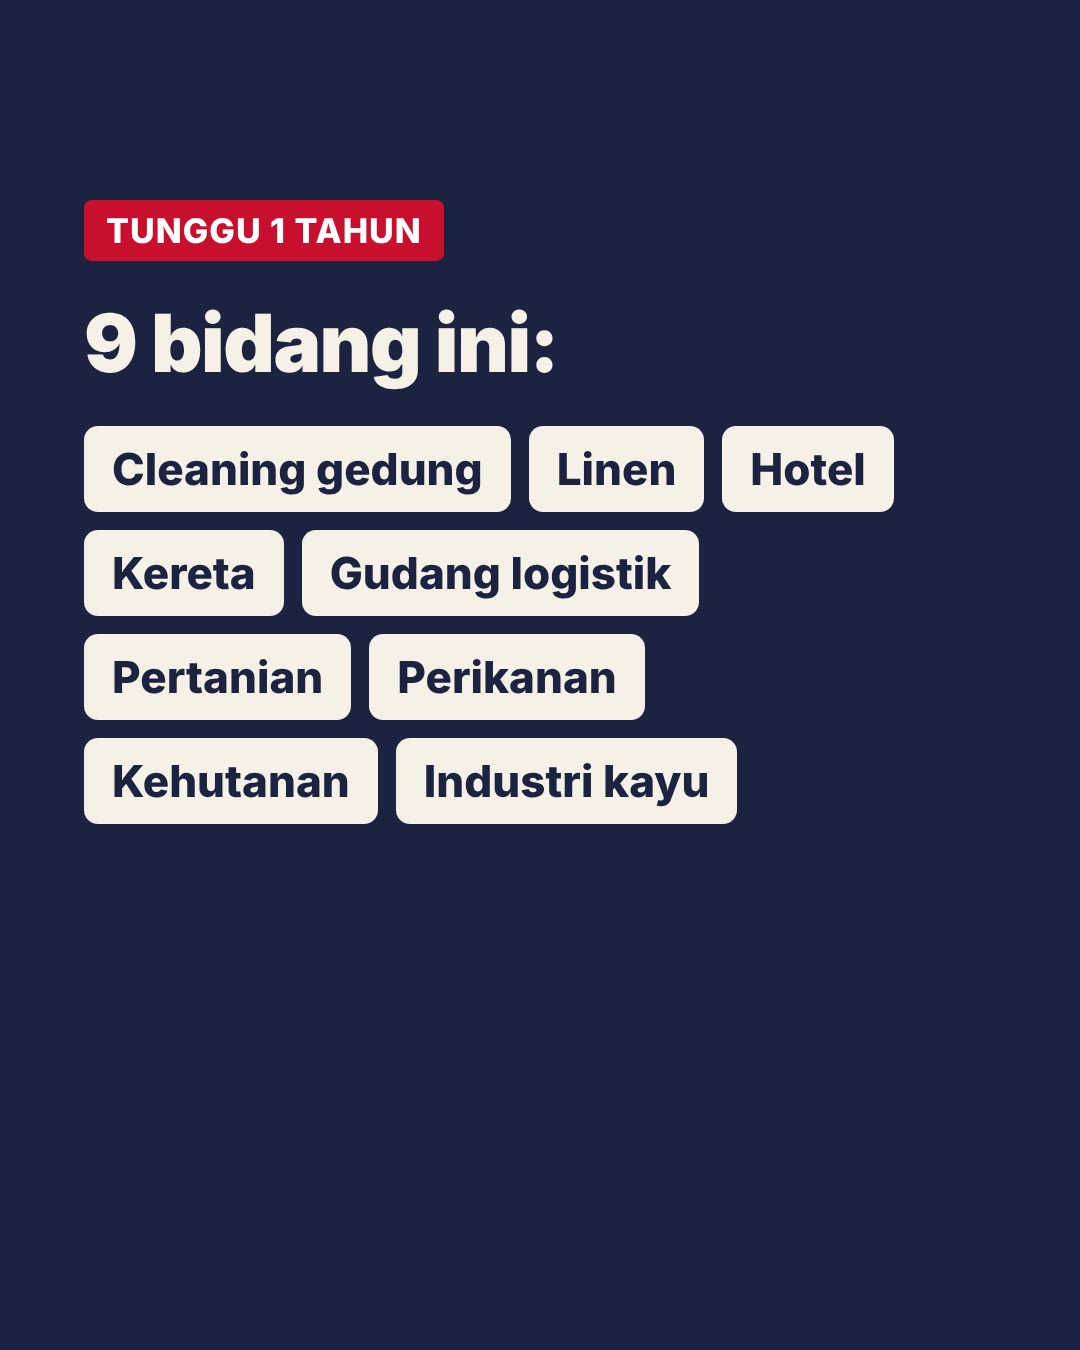 TUNGGU 1 TAHUN
9 bidang ini:
Cleaning gedung Linen Hotel
Kereta Gudang logistik
Pertanian Perikanan
Kehutanan Industri kayu